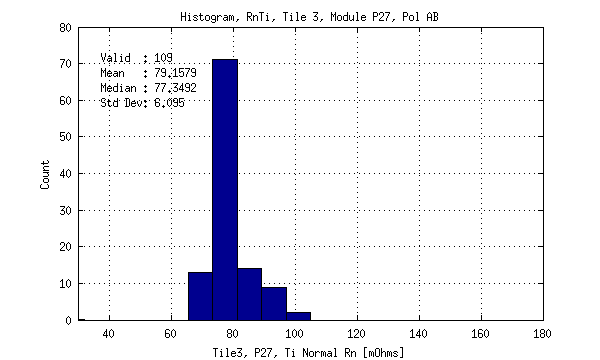 Histogram, RnTi, Tile 3, Module P27, Pol AB
80
70
60
50
40
30
20
10
0
Count
Valid : 109
Mean : 79.1579
Median : 77.3492
Std Dev: 6.095
40 60 80 100 120 140 160 180
Tile3, P27, Ti Normal Rn [mOhms]